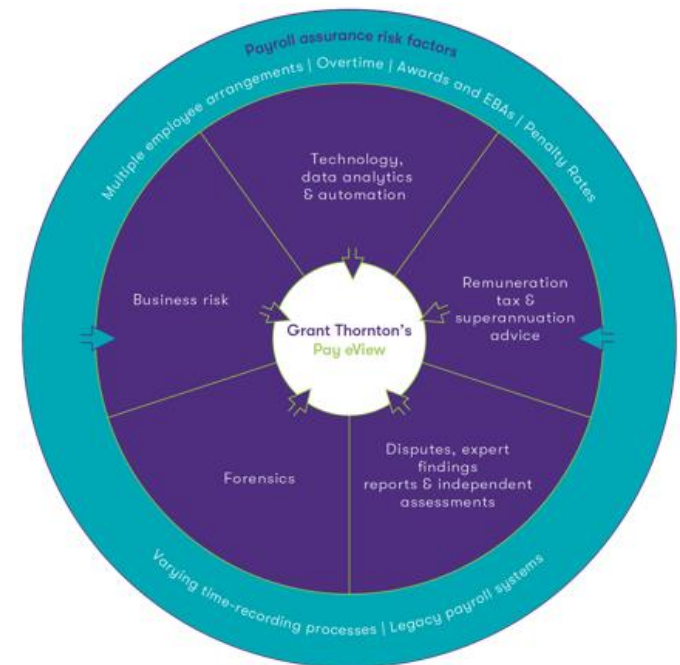 Payroll assurance risk factors
Multiple employee arrangements | Overtime | Awards and EBAs | Penalty Rates
Technology,
data analytics
& automation
Business risk
Remuneration
tax &
superannuation
advice
Grant Thornton's
Pay eView
Forensics
Disputes, expert
findings
reports & independent
assessments
Varying time-recording processes | Legacy payroll systems